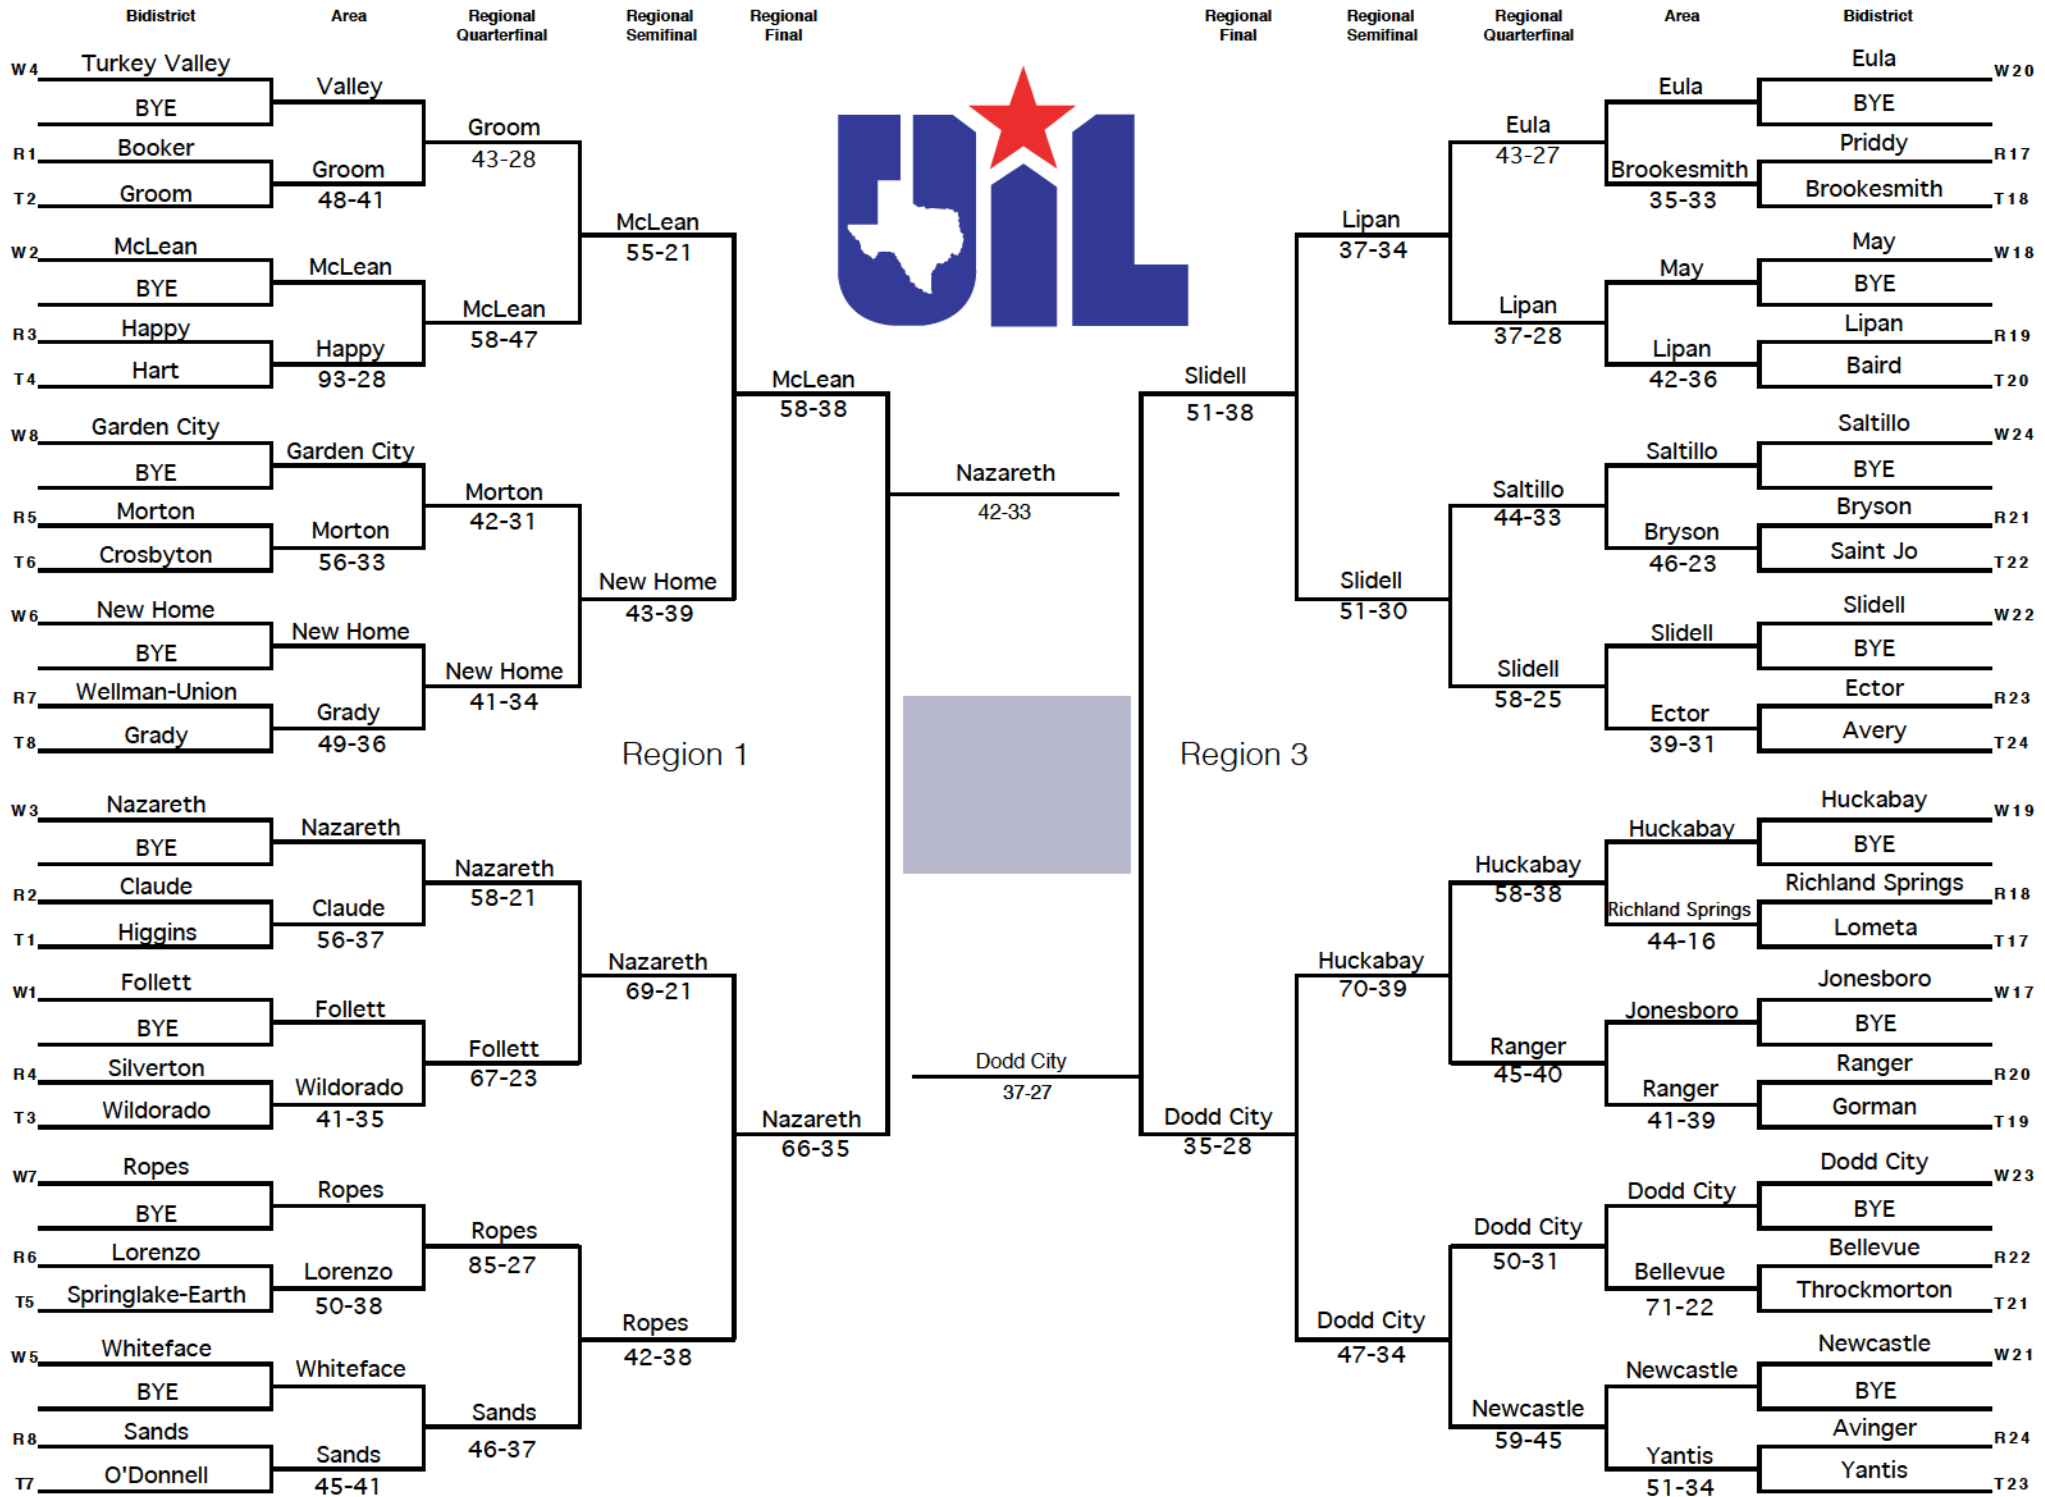 Bidistrict
Area
Regional
Quarterfinal
Regional
Semifinal
Regional
Final
Regional
Final
Regional
Semifinal
Regional
Quarterfinal
Area
Bidistrict
W4
Turkey Valley
BYE
R1
Booker
T2
Groom
W2
McLean
BYE
R3
Happy
T4
Hart
W8
Garden City
BYE
R5
Morton
T6
Crosbyton
W6
New Home
BYE
R7
Wellman-Union
T8
Grady
W3
Nazareth
BYE
R2
Claude
T1
Higgins
W1
Follett
BYE
R4
Silverton
T3
Wildorado
W7
Ropes
BYE
R6
Lorenzo
T5
Springlake-Earth
W5
Whiteface
BYE
R8
Sands
T7
O'Donnell
Valley
Groom
48-41
McLean
Happy
93-28
Garden City
Morton
56-33
New Home
Grady
49-36
Nazareth
Claude
56-37
Follett
Wildorado
41-35
Ropes
Lorenzo
50-38
Whiteface
Sands
45-41
Groom
43-28
McLean
58-47
Morton
42-31
New Home
41-34
Nazareth
58-21
Follett
67-23
Ropes
85-27
Sands
46-37
McLean
55-21
New Home
43-39
Region 1
Nazareth
69-21
Ropes
42-38
McLean
58-38
Nazareth
66-35
UIL
Nazareth
42-33
Dodd City
37-27
Slidell
51-38
Dodd City
35-28
Region 3
Lipan
37-34
Slidell
51-30
Huckabay
70-39
Dodd City
47-34
Eula
43-27
Lipan
37-28
Saltillo
44-33
Slidell
58-25
Huckabay
58-38
Ranger
45-40
Dodd City
50-31
Newcastle
59-45
Eula
Brookesmith
35-33
May
Lipan
42-36
Saltillo
Bryson
46-23
Slidell
Ector
39-31
Huckabay
Richland Springs
44-16
Jonesboro
Ranger
41-39
Dodd City
Bellevue
71-22
Newcastle
Yantis
51-34
Eula
W20
BYE
Priddy
R17
Brookesmith
T18
May
W18
BYE
Lipan
R19
Baird
T20
Saltillo
W24
BYE
Bryson
R21
Saint Jo
T22
Slidell
W22
BYE
Ector
R23
Avery
T24
Huckabay
W19
BYE
Richland Springs
R18
Lometa
T17
Jonesboro
W17
BYE
Ranger
R20
Gorman
T19
Dodd City
W23
BYE
Bellevue
R22
Throckmorton
T21
Newcastle
W21
BYE
Avinger
R24
Yantis
T23